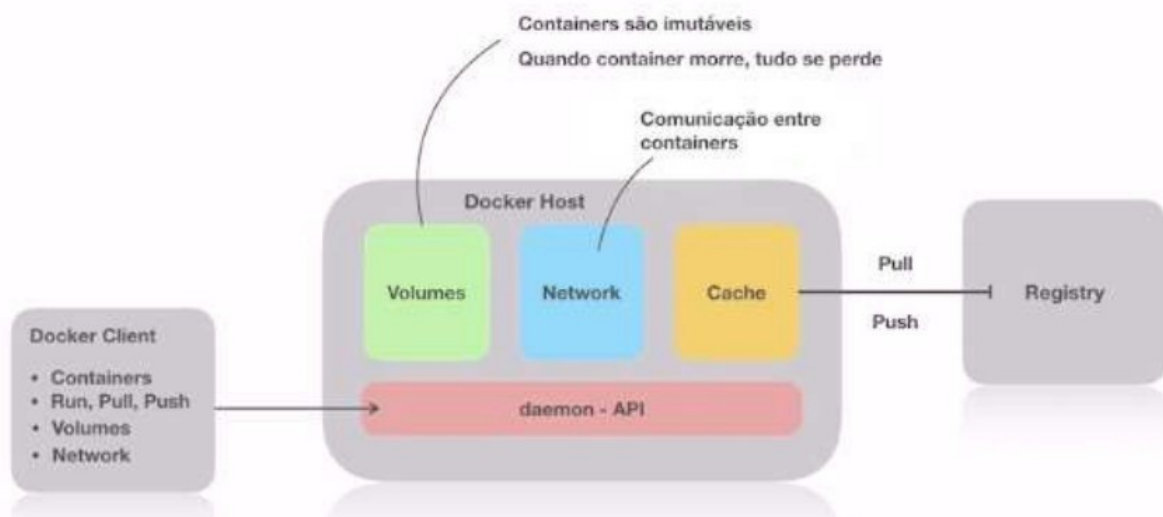 Containers são imutáveis
Quando container morre, tudo se perde
Comunicação entre
containers
Docker Host
Volumes
Network
Cache
Pull
Push
Registry
Docker Client
• Containers
• Run, Pull, Push
• Volumes
• Network
daemon - API